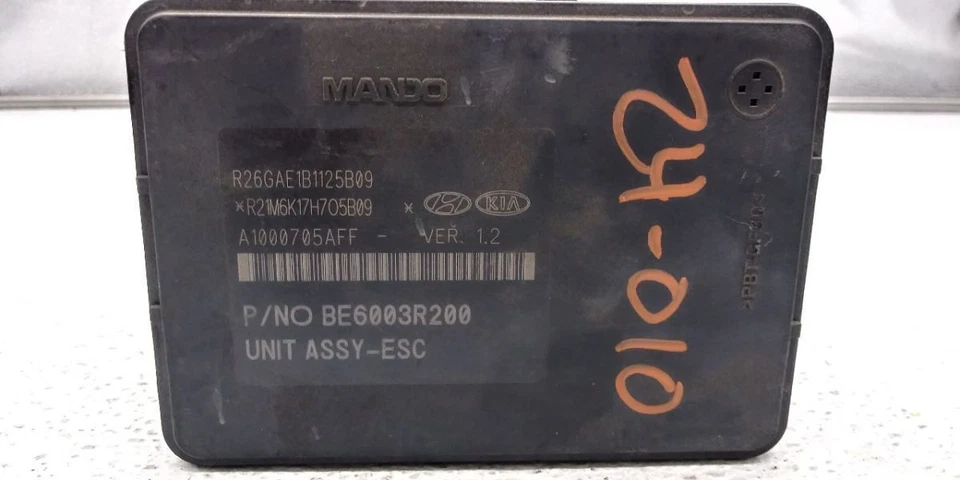 MANDO
R26GAE1B1125B09
*R21M6K17H705B09 *
KIA
A1000705AFF - VER. 1.2
P/NO BE6003R200
UNIT ASSY-ESC
24-010